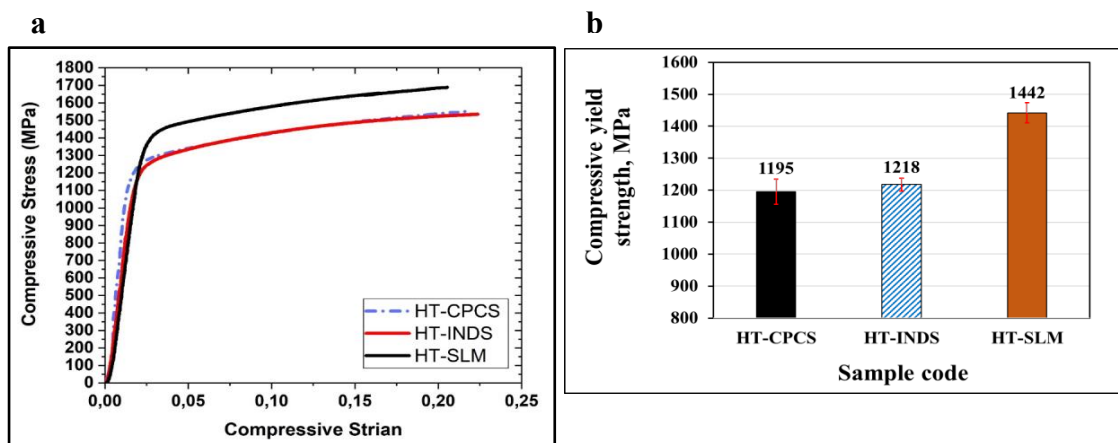 a
1800
1700
1600
1500
1400
1300
1200
1100
1000
900
800
700
600
500
400
300
200
100
0
0,00 0,05 0,10 0,15 0,20 0,25
Compressive Stress (MPa)
Compressive Strian
HT-CPCS
HT-INDS
HT-SLM
b
1600
1500
1400
1300
1200
1100
1000
900
800
Compressive yield
strength, MPa
1195
1218
1442
HT-CPCS HT-INDS HT-SLM
Sample code